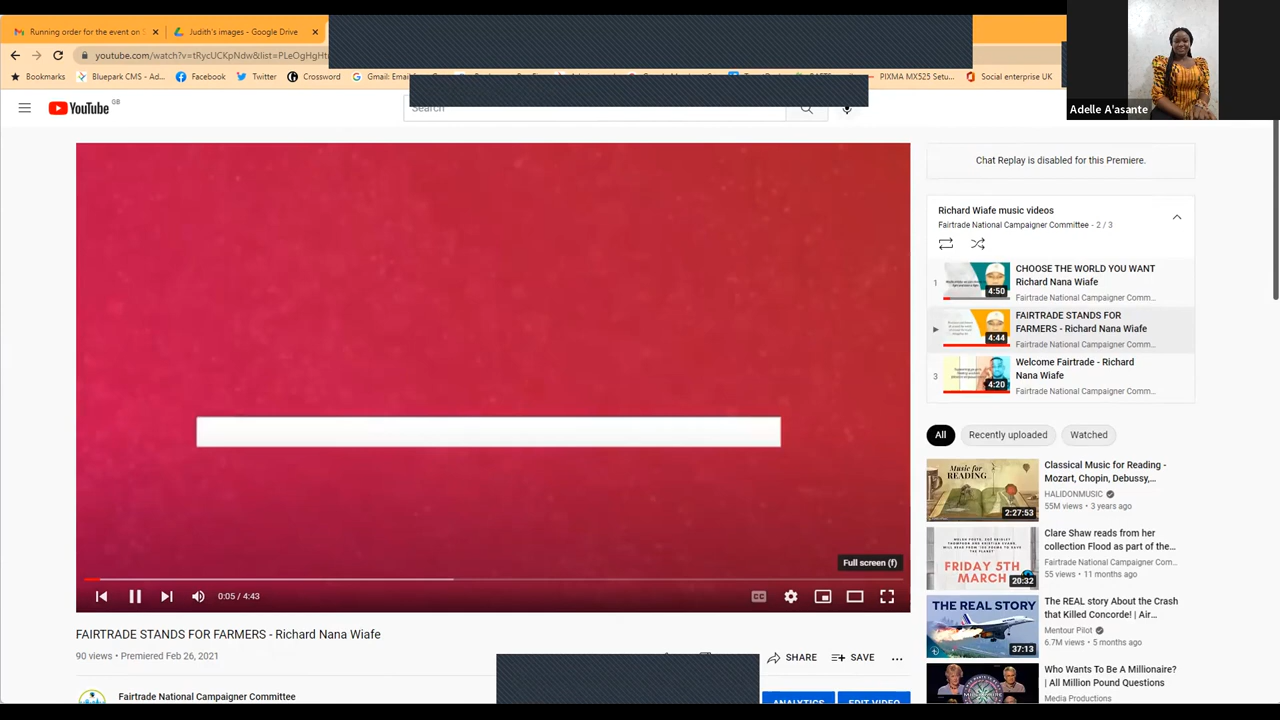 Running order for the event on
Judith's images - Google Drive
youtube.com/watch?v=tRycUCKpNdw&list=PLeOgHgHt
Bookmarks
Bluepark CMS - Ad...
Facebook
Twitter
Crossword
Gmail: Email
PIXMA MX525 Setu...
Social enterprise UK
Adelle A'asante
YouTube GB
Search
Chat Replay is disabled for this Premiere.
Richard Wiafe music videos
Fairtrade National Campaigner Committee - 2 / 3
1
4:50
CHOOSE THE WORLD YOU WANT
Richard Nana Wiafe
Fairtrade National Campaigner Comm...
4:44
FAIRTRADE STANDS FOR
FARMERS - Richard Nana Wiafe
Fairtrade National Campaigner Comm...
3
4:20
Welcome Fairtrade - Richard
Nana Wiafe
Fairtrade National Campaigner Comm...
All
Recently uploaded
Watched
Music for
READING
2:27:53
Classical Music for Reading -
Mozart, Chopin, Debussy,...
HALIDONMUSIC
55M views • 3 years ago
FRIDAY 5TH
MARCH
20:32
Clare Shaw reads from her
collection Flood as part of the...
Fairtrade National Campaigner Com...
55 views • 11 months ago
THE REAL STORY
37:13
The REAL story About the Crash
that Killed Concorde! | Air...
Mentour Pilot
6.7M views • 5 months ago
Who Wants To Be A Millionaire?
| All Million Pound Questions
Media Productions
Full screen (f)
0:05 / 4:43
CC
FAIRTRADE STANDS FOR FARMERS - Richard Nana Wiafe
90 views • Premiered Feb 26, 2021
SHARE
SAVE
Fairtrade National Campaigner Committee
ANALYTICS
EDIT VIDEO